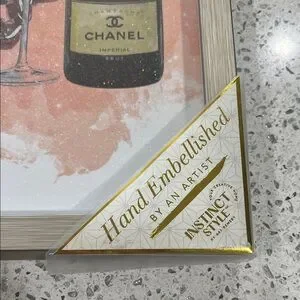 CHAMPAGNE
CHANEL
IMPERIAL
BRUT
Hand Embellished
BY AN ARTIST
INSTINCT
STYLE